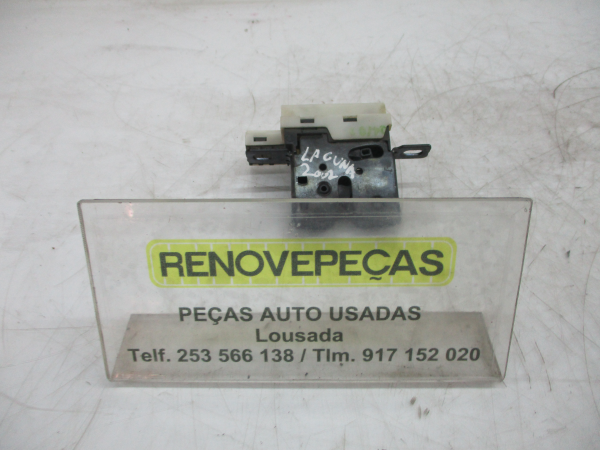 LAGUNA
2002
RENOVEPEÇAS
PEÇAS AUTO USADAS
Lousada
Telf. 253 566 138 / Tlm. 917 152 020